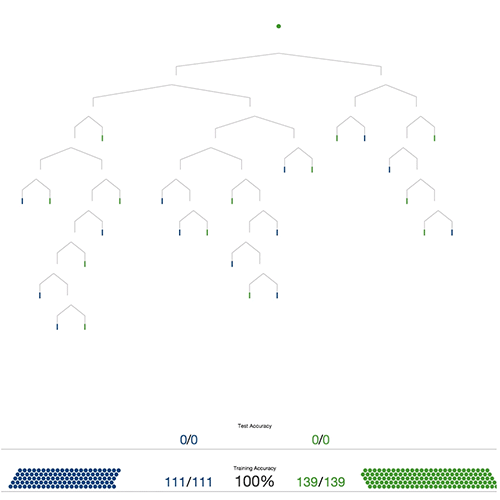 Test Accuracy
0/0 0/0
Training Accuracy
111/111 100% 139/139